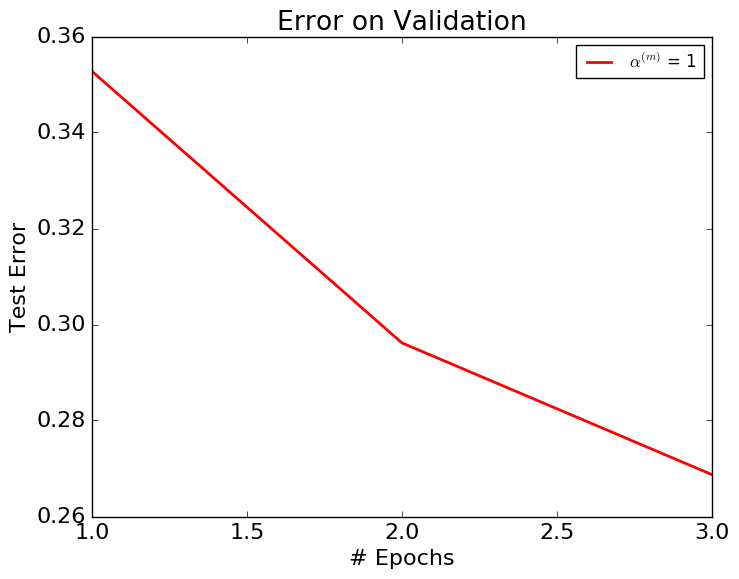 Error on Validation
α^(m) = 1
Test Error
0.36
0.34
0.32
0.30
0.28
0.26
1.0 1.5 2.0 2.5 3.0
# Epochs